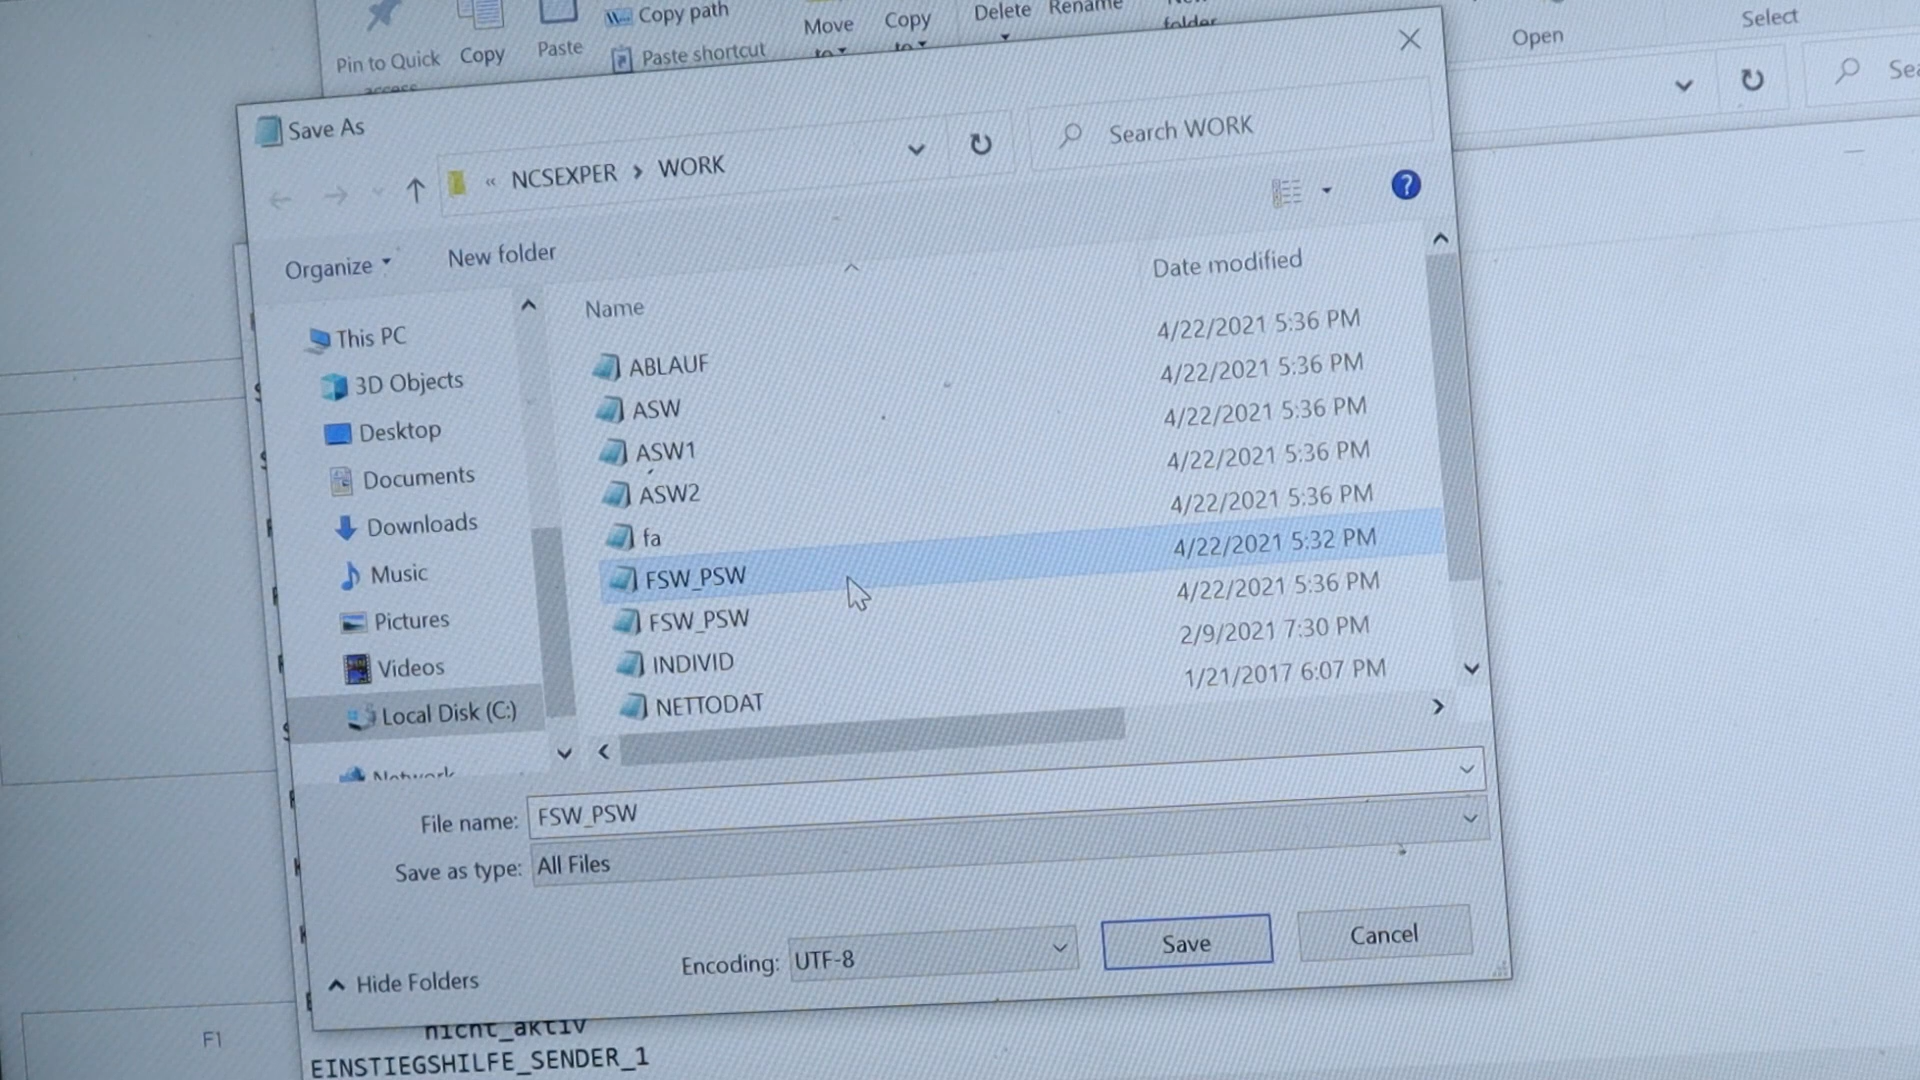 Pin to Quick
access
Copy
Paste
Copy path
Paste shortcut
Move
to
Copy
to
Delete
Rename
folder
Open
Select
Save As
« NCSEXPER › WORK
Search WORK
Organize
New folder
Name
Date modified
This PC
3D Objects
Desktop
Documents
Downloads
Music
Pictures
Videos
Local Disk (C:)
Network
4/22/2021 5:36 PM
ABLAUF 4/22/2021 5:36 PM
ASW 4/22/2021 5:36 PM
ASW1 4/22/2021 5:36 PM
ASW2 4/22/2021 5:36 PM
fa 4/22/2021 5:32 PM
FSW_PSW 4/22/2021 5:36 PM
FSW_PSW 2/9/2021 7:30 PM
INDIVID 1/21/2017 6:07 PM
NETTODAT
File name: FSW_PSW
Save as type: All Files
Hide Folders
Encoding: UTF-8
Save
Cancel
F1
nicht_aktiv
EINSTIEGSHILFE_SENDER_1